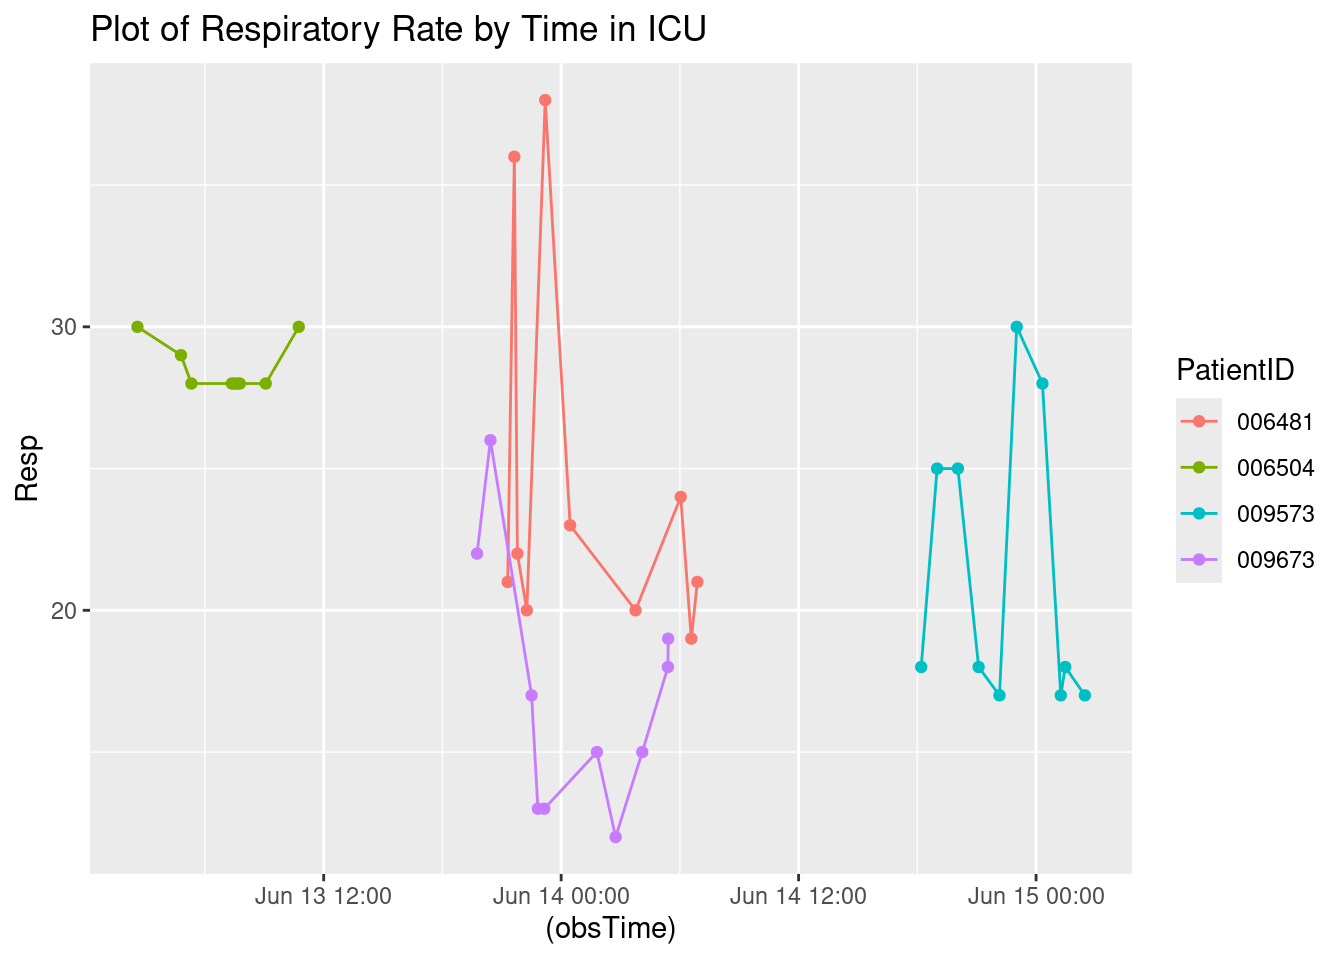 Plot of Respiratory Rate by Time in ICU
Resp
30
20
Jun 13 12:00
Jun 14 00:00
Jun 14 12:00
Jun 15 00:00
(obsTime)
PatientID
006481
006504
009573
009673